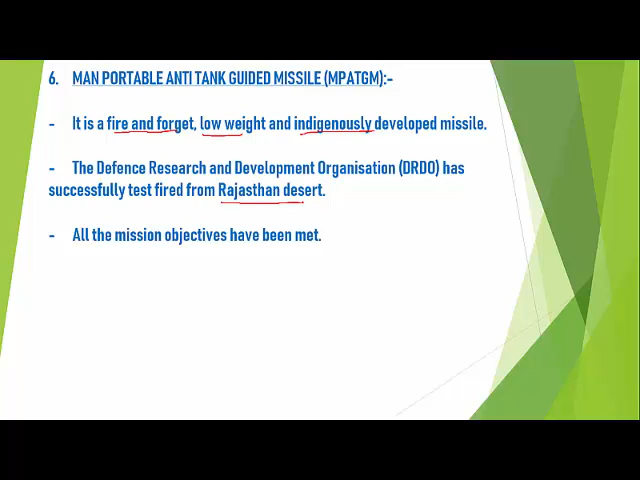 6. MAN PORTABLE ANTI TANK GUIDED MISSILE (MPATGM):-
- It is a fire and forget, low weight and indigenously developed missile.
- The Defence Research and Development Organisation (DRDO) has
successfully test fired from Rajasthan desert.
- All the mission objectives have been met.